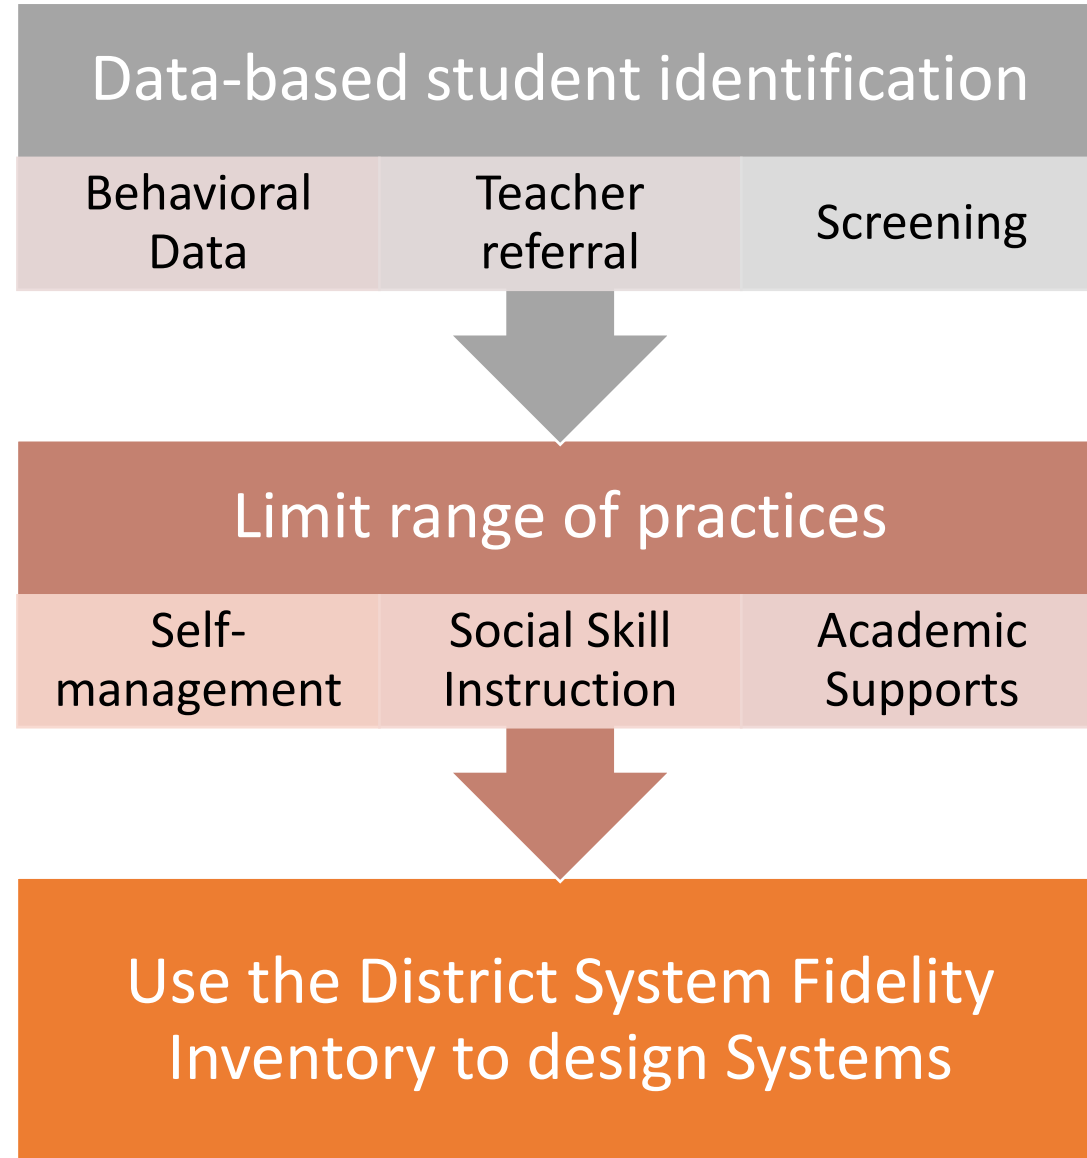 Data-based student identification
Behavioral
Data
Teacher
referral
Screening
Limit range of practices
Self-
management
Social Skill
Instruction
Academic
Supports
Use the District System Fidelity
Inventory to design Systems